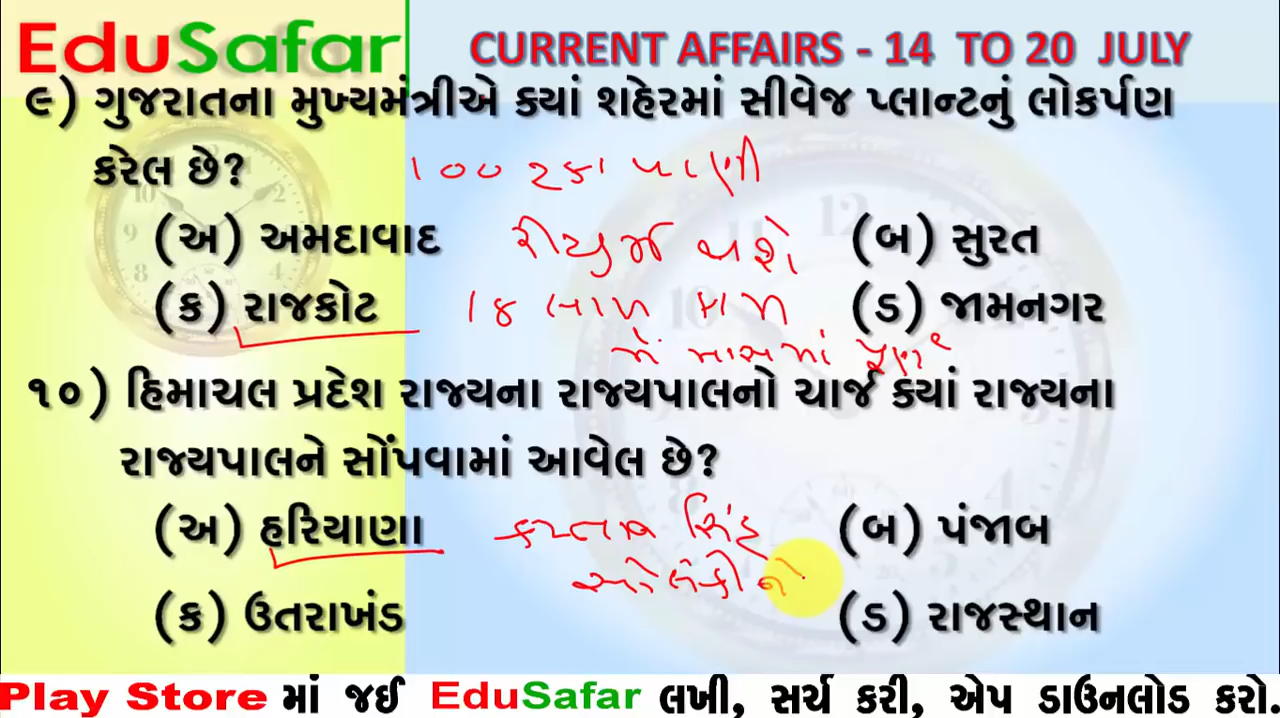 EduSafar CURRENT AFFAIRS - 14 TO 20 JULY
૯) ગુજરાતના મુખ્યમંત્રીએ ક્યાં શહેરમાં સીવેજ પ્લાન્ટનું લોકર્પણ
કરેલ છે? ૧૦૦ ટકા પાણી
(અ) અમદાવાદ થશે (બ) સુરત
(ક) રાજકોટ (ડ) જામનગર
૧૦) હિમાચલ પ્રદેશ રાજ્યના રાજ્યપાલનો ચાર્જ ક્યાં રાજ્યના
રાજ્યપાલને સોંપવામાં આવેલ છે?
(અ) હરિયાણા સિંહ (બ) પંજાબ
(ક) ઉતરાખંડ (ડ) રાજસ્થાન
Play Store માં જઈ EduSafar લખી, સર્ચ કરી, એપ ડાઉનલોડ કરો.